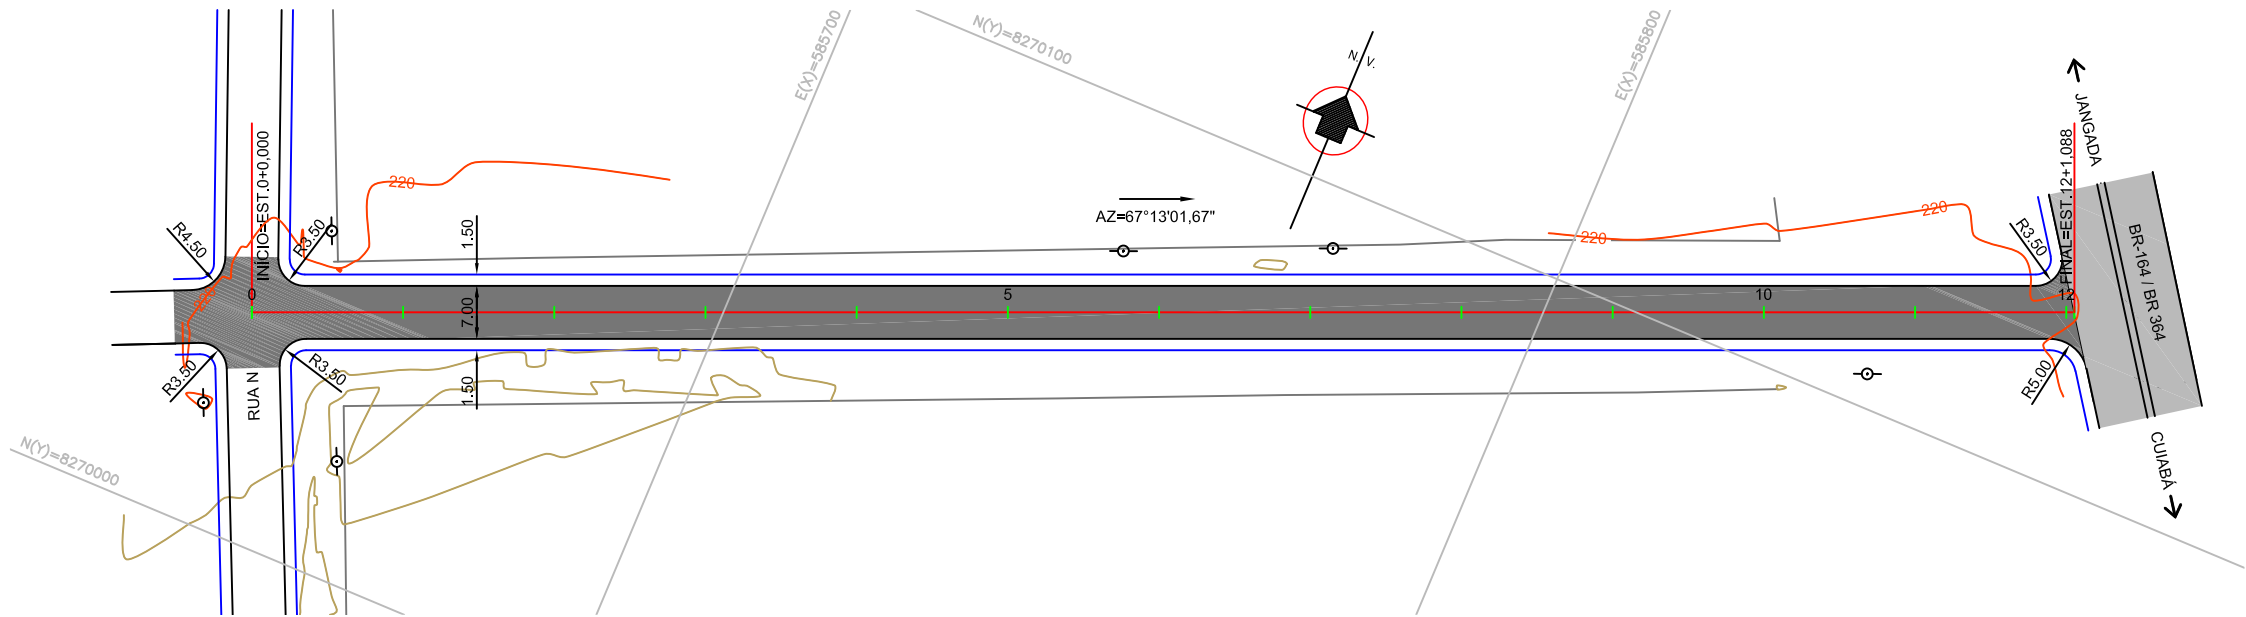 E(X)=585700
N(Y)=8270100
E(X)=585800
N. V.
JANGADA
INÍCIO=EST.0+0,000
FINAL=EST.12+1,088
220
220
220
220
AZ=67°13'01,67"
R4.50
R3.50
1.50
R3.50
BR-164 / BR 364
0
5
10
12
7.00
R3.50
R3.50
1.50
R5.00
RUA N
N(Y)=8270000
CUIABÁ